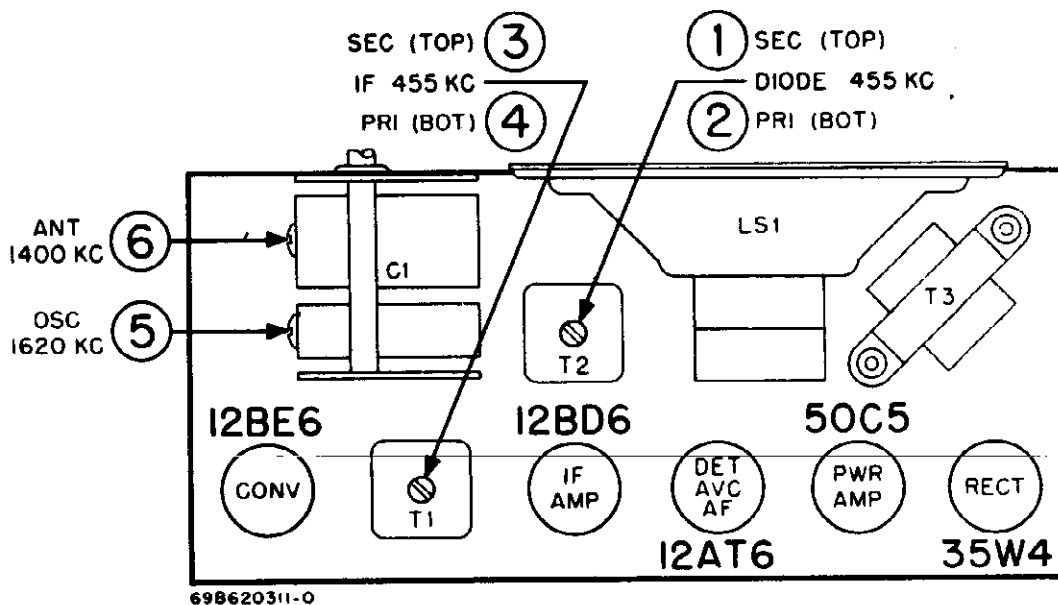 SEC (TOP) 3
IF 455 KC
PRI (BOT) 4
1 SEC (TOP)
DIODE 455 KC
2 PRI (BOT)
ANT
1400 KC 6
OSC
1620 KC 5
C1
LS1
T3
T2
12BE6
12BD6
50C5
CONV
T1
IF
AMP
DET
AVC
AF
PWR
AMP
RECT
12AT6
35W4
69B620311-0